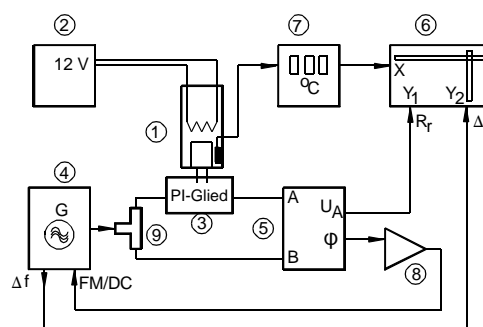 ② ⑦ ⑥
12 V
°C
X
Y1 Y2
Rr
Δ
①
④
G
PI-Glied
③
⑨
⑤
A
B
UA
φ
⑧
Δf
FM/DC